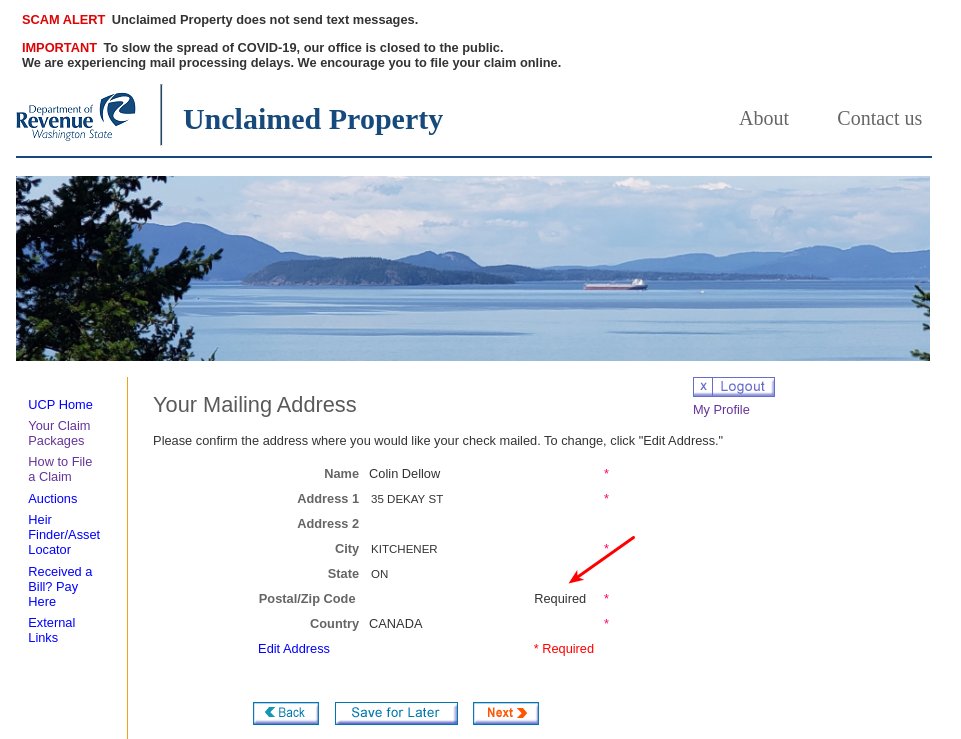 SCAM ALERT Unclaimed Property does not send text messages.
IMPORTANT To slow the spread of COVID-19, our office is closed to the public.
We are experiencing mail processing delays. We encourage you to file your claim online.
Department of
Revenue
Washington State
Unclaimed Property
About
Contact us
x Logout
My Profile
UCP Home
Your Claim
Packages
How to File
a Claim
Auctions
Heir
Finder/Asset
Locator
Received a
Bill? Pay
Here
External
Links
Your Mailing Address
Please confirm the address where you would like your check mailed. To change, click "Edit Address."
Name Colin Dellow *
Address 1 35 DEKAY ST *
Address 2
City KITCHENER *
State ON
Postal/Zip Code Required *
Country CANADA *
Edit Address * Required
Back Save for Later Next